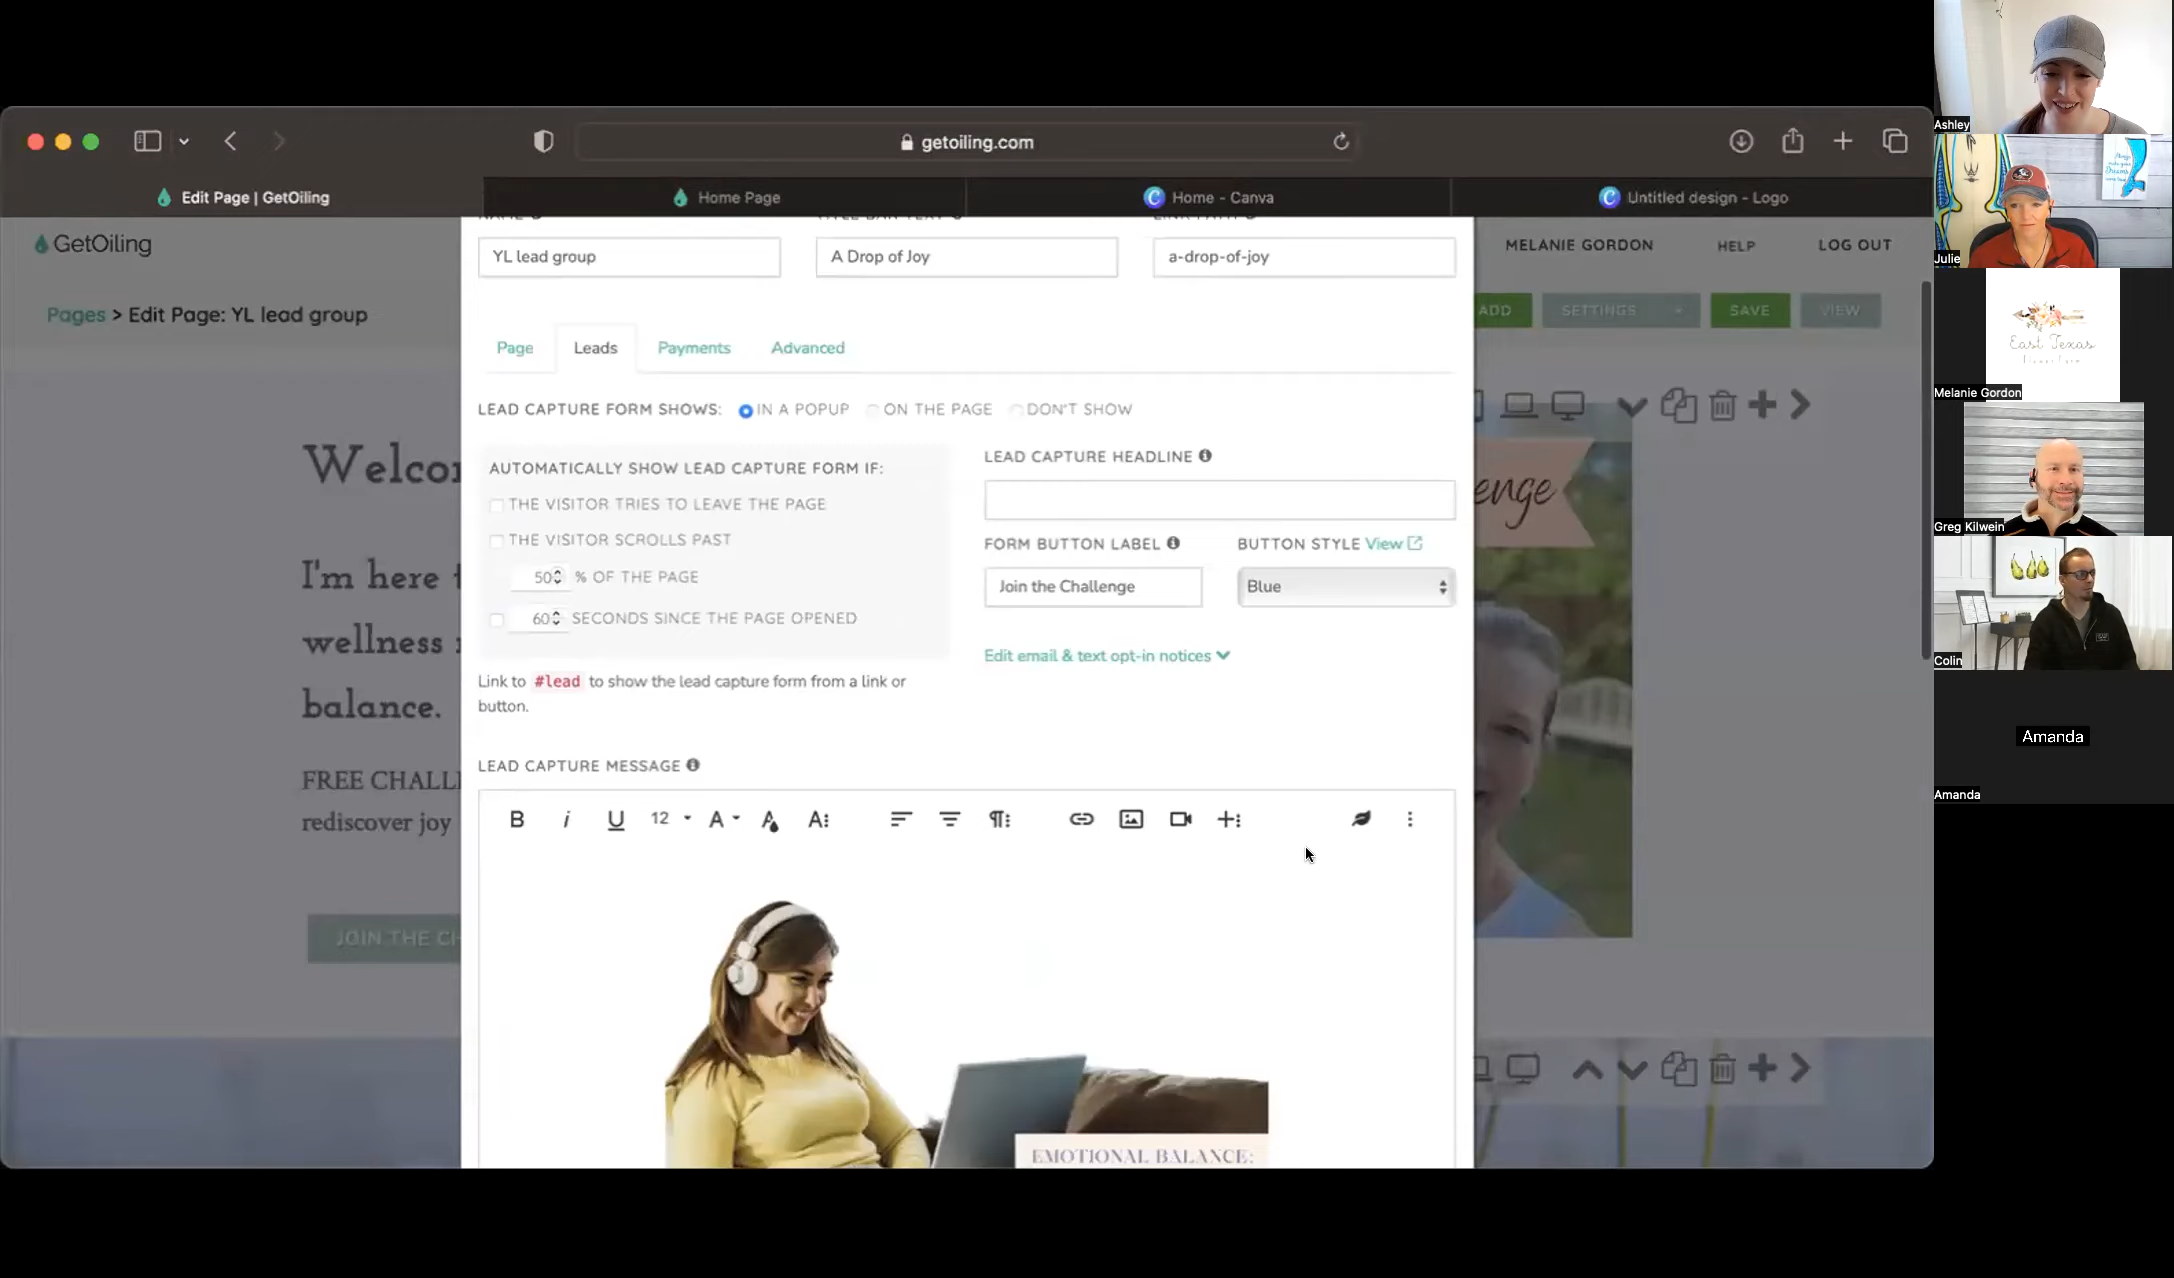 getoiling.com
Edit Page | GetOiling
Home Page
Home - Canva
Untitled design - Logo
GetOiling
MELANIE GORDON
HELP
LOG OUT
YL lead group
A Drop of Joy
a-drop-of-joy
Pages > Edit Page: YL lead group
ADD
SETTINGS
SAVE
VIEW
Page
Leads
Payments
Advanced
LEAD CAPTURE FORM SHOWS:
IN A POPUP
ON THE PAGE
DON'T SHOW
AUTOMATICALLY SHOW LEAD CAPTURE FORM IF:
THE VISITOR TRIES TO LEAVE THE PAGE
THE VISITOR SCROLLS PAST
50 % OF THE PAGE
60 SECONDS SINCE THE PAGE OPENED
Link to #lead to show the lead capture form from a link or
button.
LEAD CAPTURE HEADLINE
FORM BUTTON LABEL
BUTTON STYLE View
Join the Challenge
Blue
Edit email & text opt-in notices
LEAD CAPTURE MESSAGE
B i U 12 A A A
EMOTIONAL BALANCE:
Welco
I'm here t
wellness
balance.
FREE CHALL
rediscover joy
JOIN THE CH
enge
Ashley
Julie
East Texas
Melanie Gordon
Greg Kilwein
Colin
Amanda
Amanda